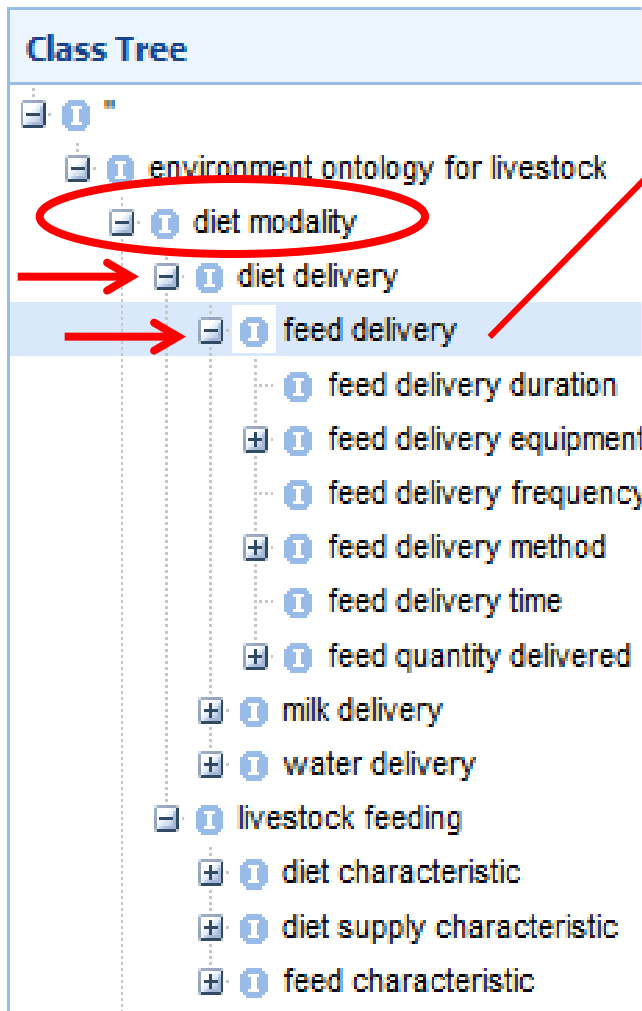 Class Tree
"
environment ontology for livestock
diet modality
diet delivery
feed delivery
feed delivery duration
feed delivery equipment
feed delivery frequency
feed delivery method
feed delivery time
feed quantity delivered
milk delivery
water delivery
livestock feeding
diet characteristic
diet supply characteristic
feed characteristic